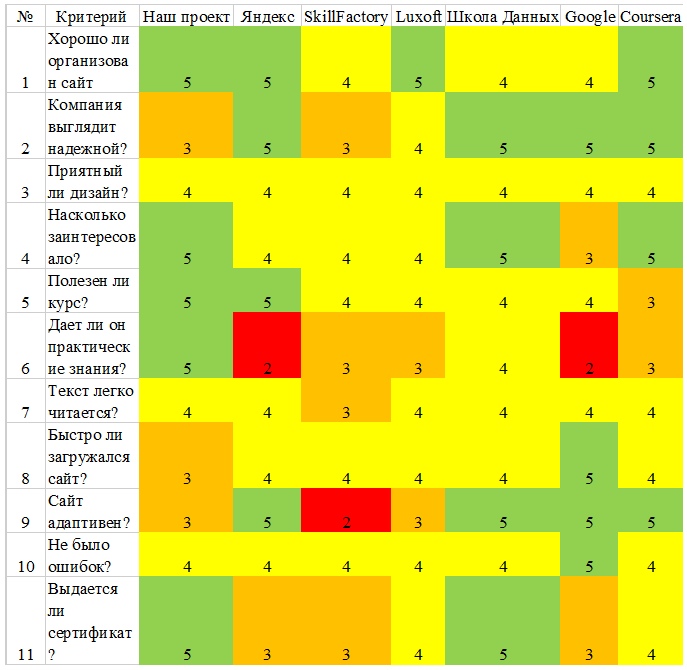 № Критерий Наш проект Яндекс SkillFactory Luxoft Школа Данных Google Coursera
Хорошо ли
организова
1 н сайт 5 5 4 5 4 4 5
Компания
выглядит
2 надежной? 3 5 3 4 5 5 5
Приятный
3 ли дизайн? 4 4 4 4 4 4 4
Насколько
заинтересов
4 ало? 5 4 4 4 5 3 5
Полезен ли
5 курс? 5 5 4 4 4 4 3
Дает ли он
практическ
6 ие знания? 5 2 3 3 4 2 3
Текст легко
7 читается? 4 4 3 4 4 4 4
Быстро ли
загружался
8 сайт? 3 4 4 4 4 5 4
Сайт
9 адаптивен? 3 5 2 3 5 5 5
Не было
10 ошибок? 4 4 4 4 4 5 4
Выдается
ли
сертификат
11 ? 5 3 3 4 5 3 4